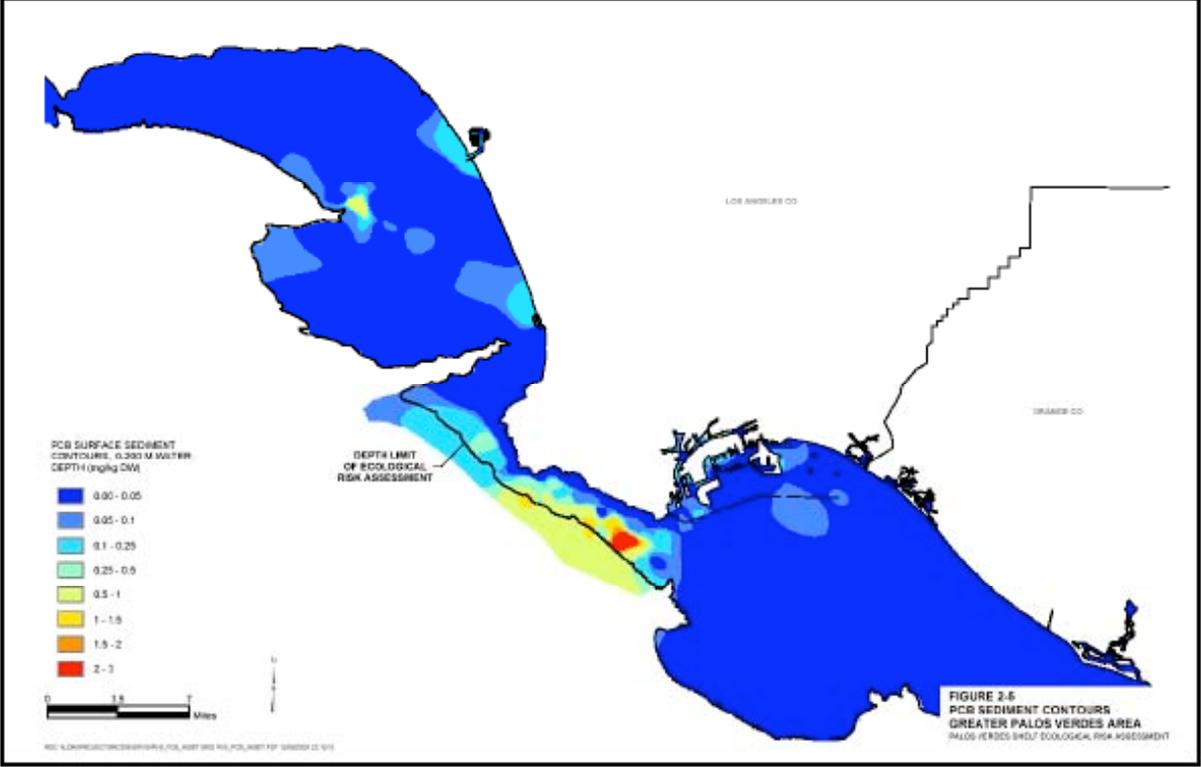 LOS ANGELES CO
ORANGE CO
DEPTH LIMIT
OF ECOLOGICAL
RISK ASSESSMENT
PCB SURFACE SEDIMENT
CONTOURS, 0-200 M WATER
DEPTH (mg/kg DW)
0.00 - 0.05
0.05 - 0.1
0.1 - 0.25
0.25 - 0.5
0.5 - 1
1 - 1.5
1.5 - 2
2 - 3
0 3.5 7
Miles
FIGURE 2-5
PCB SEDIMENT CONTOURS
GREATER PALOS VERDES AREA
PALOS VERDES SHELF ECOLOGICAL RISK ASSESSMENT